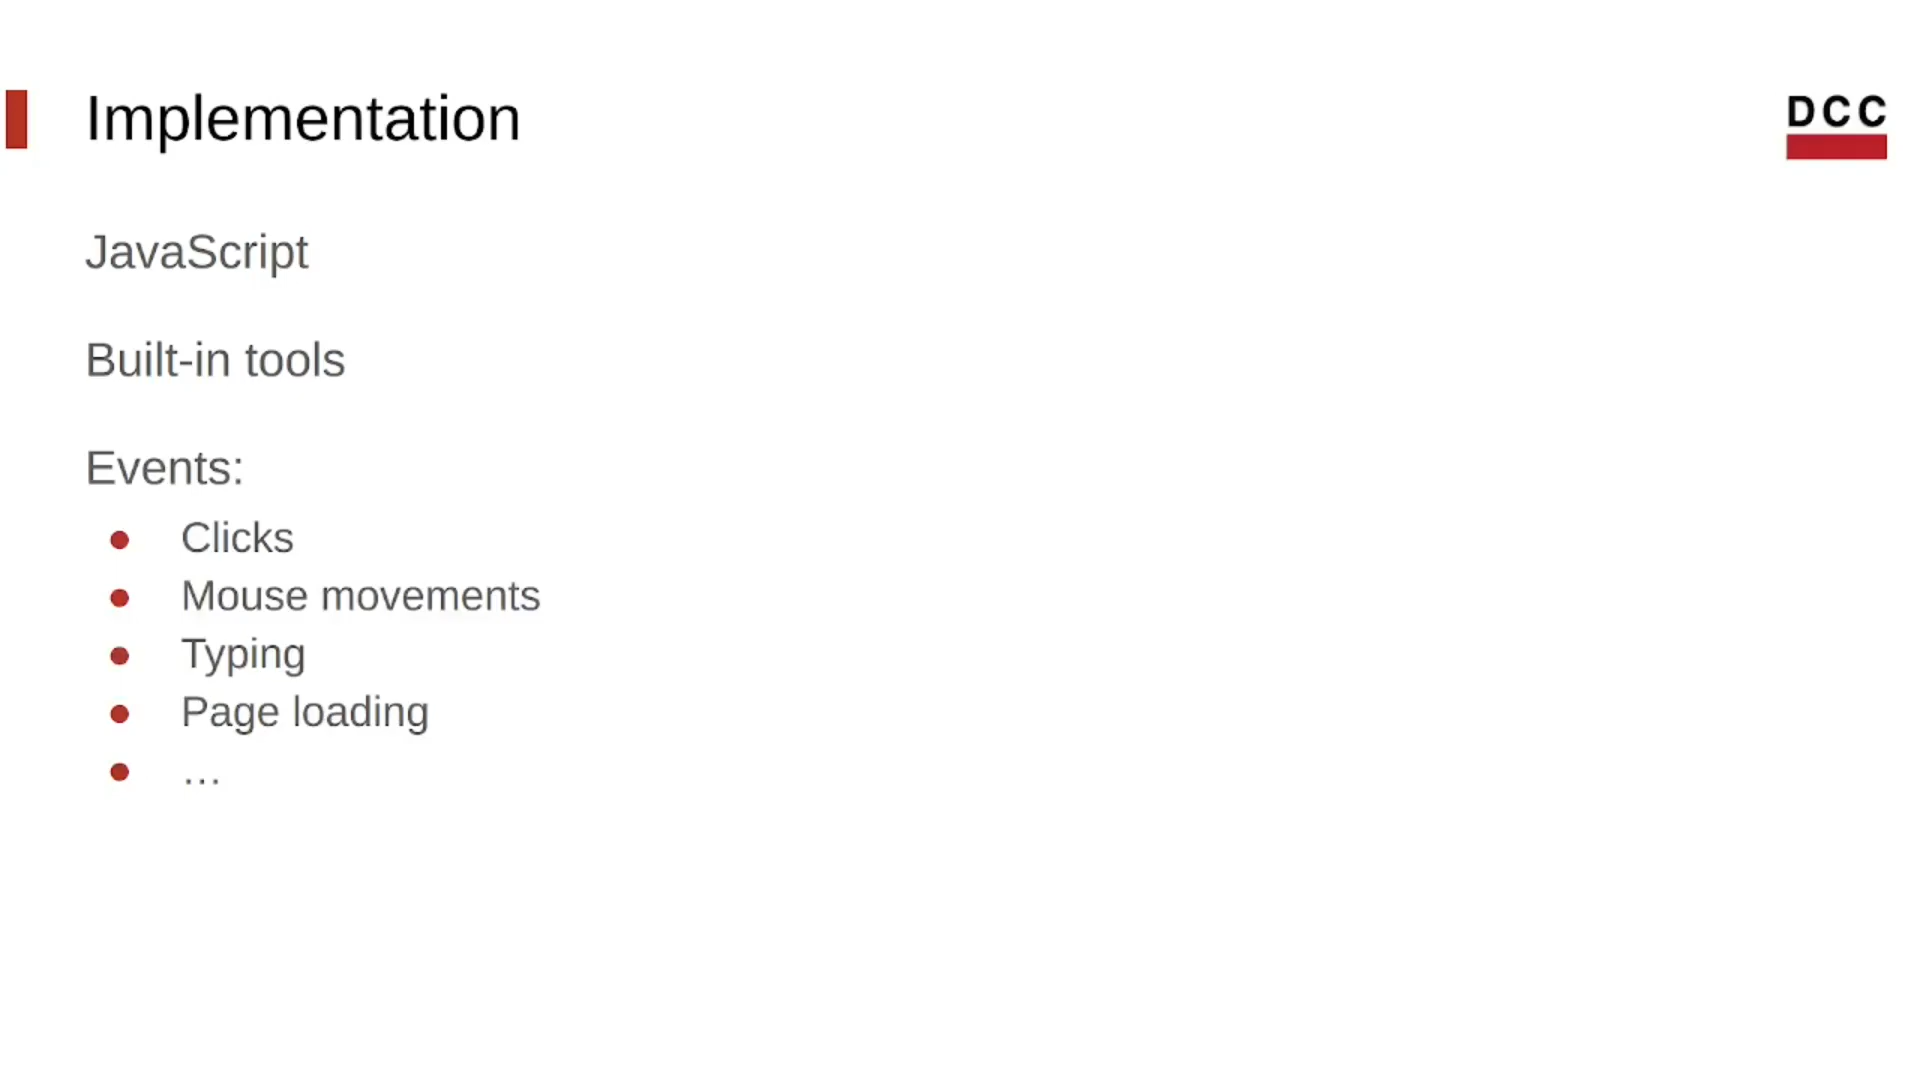 Implementation
DCC
JavaScript
Built-in tools
Events:
● Clicks
● Mouse movements
● Typing
● Page loading
● …